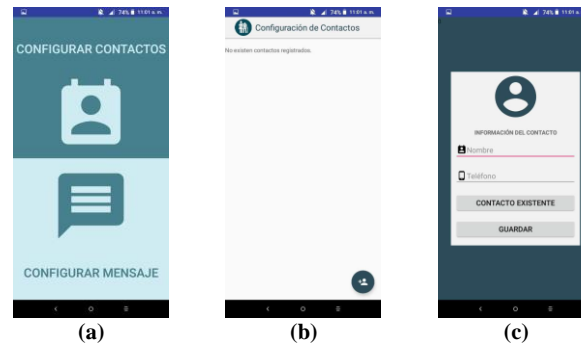 74% 11:01 a. m.
CONFIGURAR CONTACTOS
CONFIGURAR MENSAJE
(a)
74% 11:01 a. m.
Configuración de Contactos
No existen contactos registrados.
(b)
74% 11:01 a. m.
INFORMACIÓN DEL CONTACTO
Nombre
Teléfono
CONTACTO EXISTENTE
GUARDAR
(c)